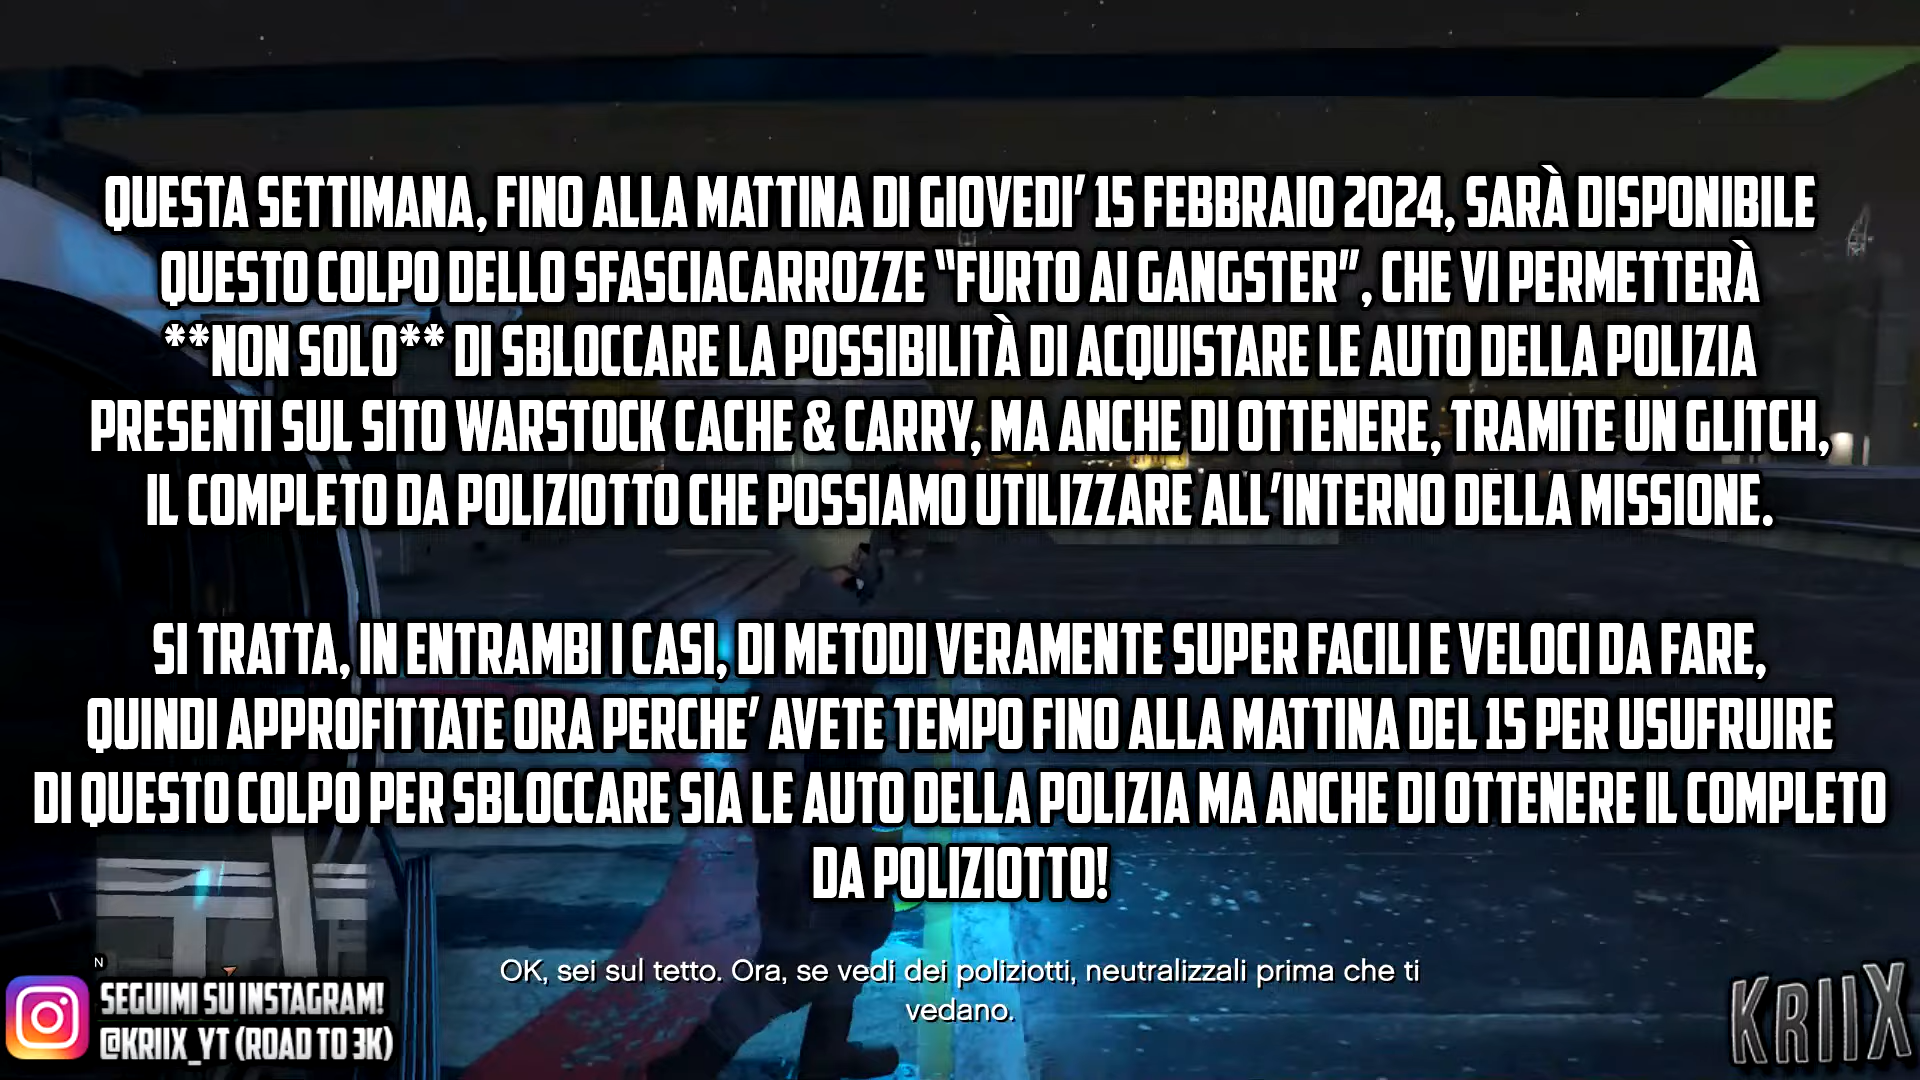 QUESTA SETTIMANA, FINO ALLA MATTINA DI GIOVEDI' 15 FEBBRAIO 2024, SARÀ DISPONIBILE
QUESTO COLPO DELLO SFASCIACARROZZE “FURTO AI GANGSTER”, CHE VI PERMETTERÀ
**NON SOLO** DI SBLOCCARE LA POSSIBILITÀ DI ACQUISTARE LE AUTO DELLA POLIZIA
PRESENTI SUL SITO WARSTOCK CACHE & CARRY, MA ANCHE DI OTTENERE, TRAMITE UN GLITCH,
IL COMPLETO DA POLIZIOTTO CHE POSSIAMO UTILIZZARE ALL'INTERNO DELLA MISSIONE.
SI TRATTA, IN ENTRAMBI I CASI, DI METODI VERAMENTE SUPER FACILI E VELOCI DA FARE,
QUINDI APPROFITTATE ORA PERCHE' AVETE TEMPO FINO ALLA MATTINA DEL 15 PER USUFRUIRE
DI QUESTO COLPO PER SBLOCCARE SIA LE AUTO DELLA POLIZIA MA ANCHE DI OTTENERE IL COMPLETO
DA POLIZIOTTO!
N
OK, sei sul tetto. Ora, se vedi dei poliziotti, neutralizzali prima che ti
vedano.
SEGUIMI SU INSTAGRAM!
@KRIIX_YT (ROAD TO 3K)
KRIIX